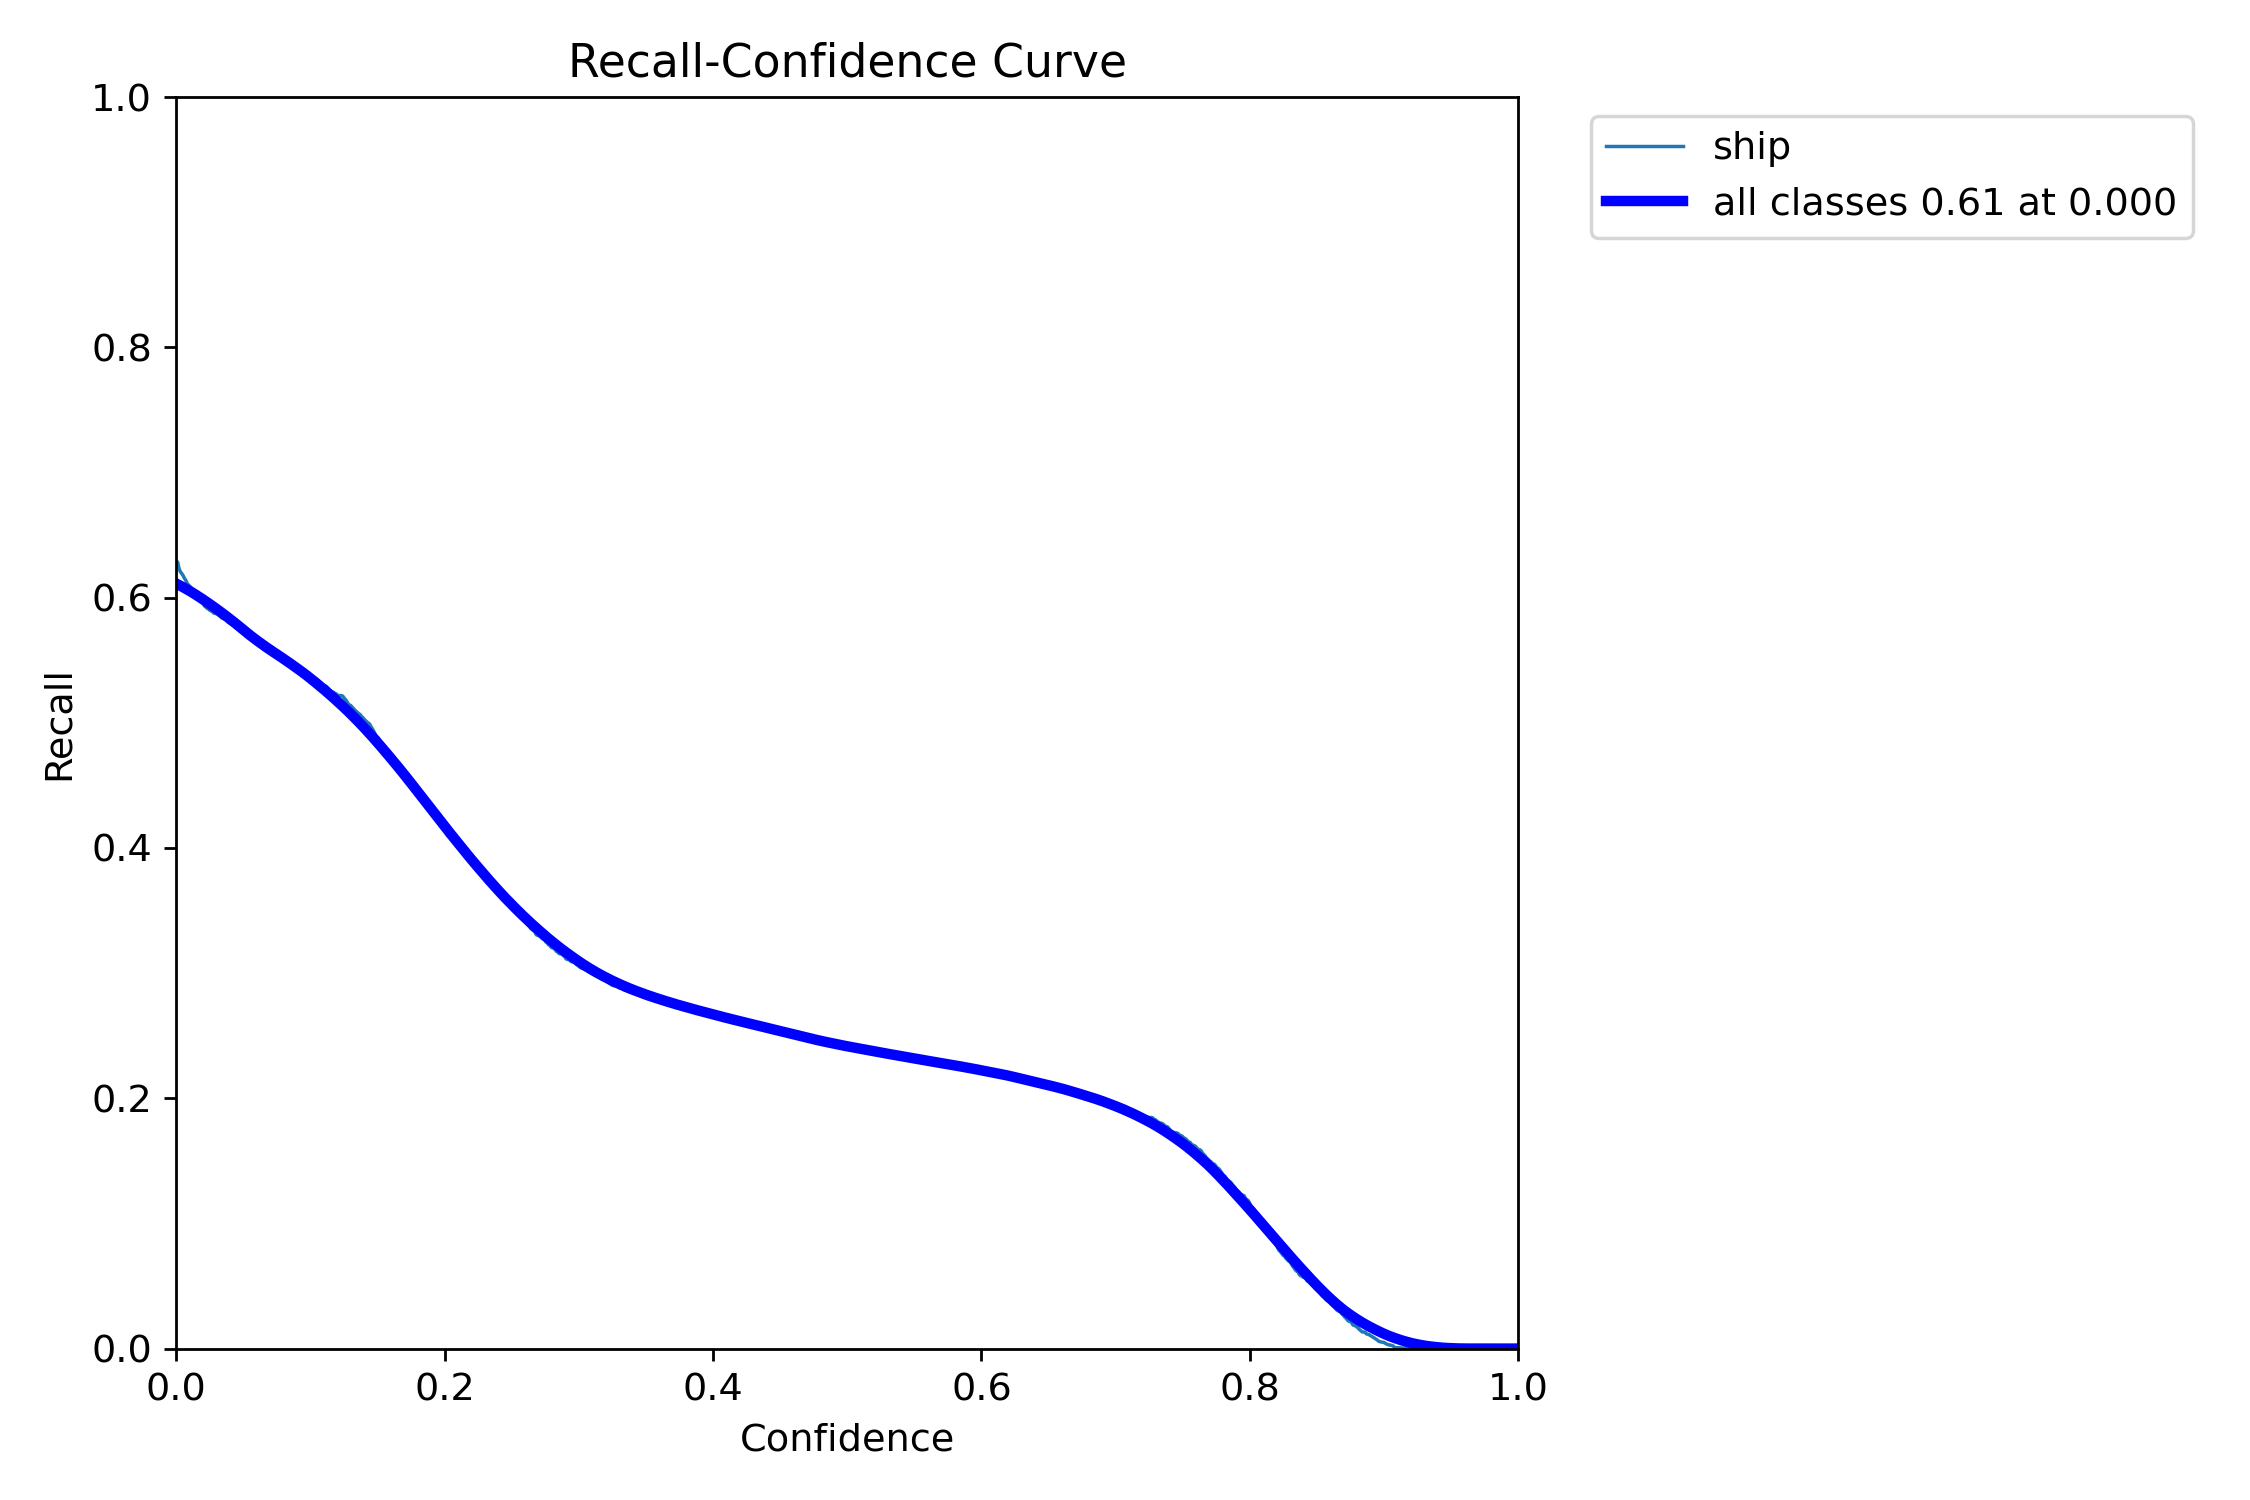 Recall-Confidence Curve
1.0
0.8
0.6
0.4
0.2
0.0
Recall
0.0 0.2 0.4 0.6 0.8 1.0
Confidence
ship
all classes 0.61 at 0.000